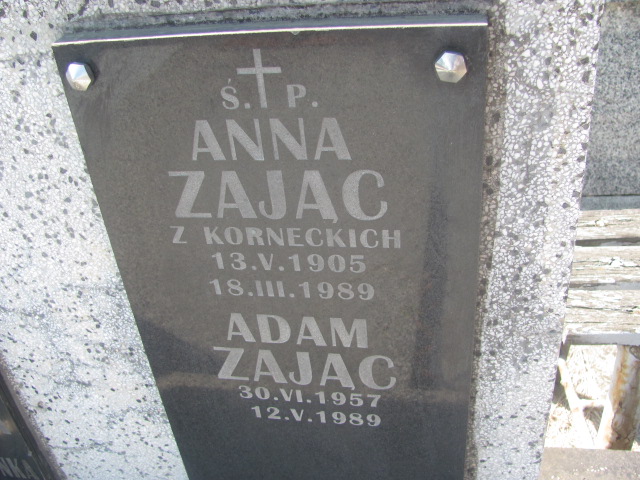 Ś. P.
ANNA
ZAJĄC
Z KORNECKICH
13.V.1905
18.III.1989
ADAM
ZAJĄC
30.VI.1957
12.V.1989